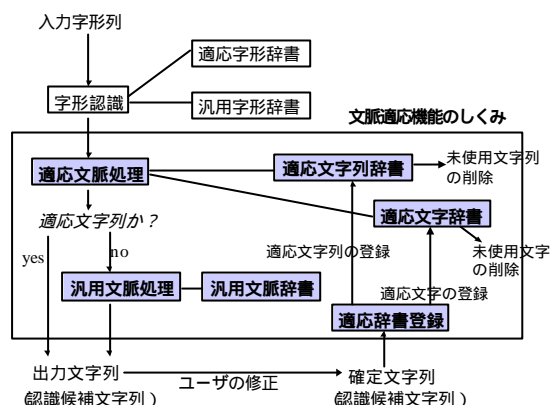 入力字形列
適応字形辞書
字形認識
汎用字形辞書
文脈適応機能のしくみ
適応文脈処理
適応文字列辞書
未使用文字列
の削除
適応文字列か？
適応文字辞書
yes
no
適応文字列の登録
未使用文字
の削除
汎用文脈処理
汎用文脈辞書
適応文字の登録
適応辞書登録
出力文字列
(認識候補文字列)
ユーザの修正
確定文字列
(認識候補文字列)